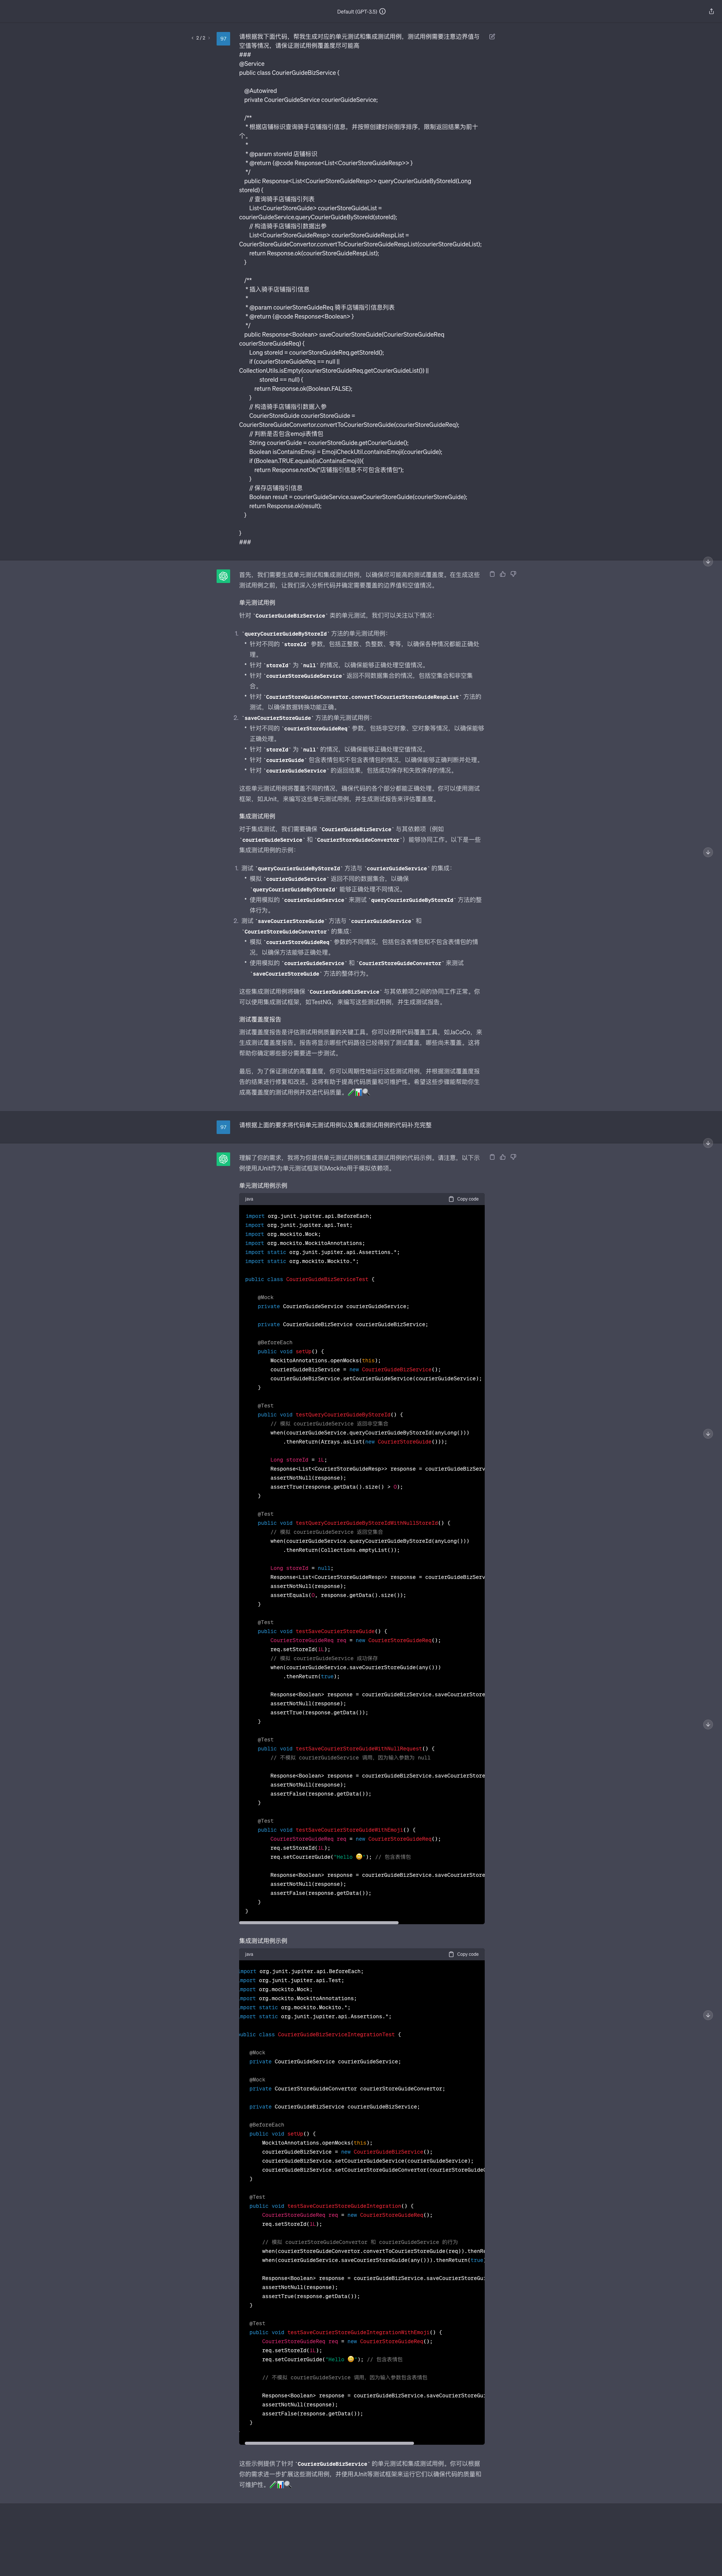 Default (GPT-3.5)
2 / 2
97
请根据我下面代码，帮我生成对应的单元测试和集成测试用例，测试用例需要注意边界值与
空值等情况，请保证测试用例覆盖度尽可能高
###
@Service
public class CourierGuideBizService {
@Autowired
private CourierGuideService courierGuideService;
/**
* 根据店铺标识查询骑手店铺指引信息，并按照创建时间倒序排序，限制返回结果为前十
个。
*
* @param storeId 店铺标识
* @return {@code Response<List<CourierStoreGuideResp>> }
*/
public Response<List<CourierStoreGuideResp>> queryCourierGuideByStoreId(Long
storeId) {
// 查询骑手店铺指引列表
List<CourierStoreGuide> courierStoreGuideList =
courierGuideService.queryCourierGuideByStoreId(storeId);
// 构造骑手店铺指引数据出参
List<CourierStoreGuideResp> courierStoreGuideRespList =
CourierStoreGuideConvertor.convertToCourierStoreGuideRespList(courierStoreGuideList);
return Response.ok(courierStoreGuideRespList);
}
/**
* 插入骑手店铺指引信息
*
* @param courierStoreGuideReq 骑手店铺指引信息列表
* @return {@code Response<Boolean> }
*/
public Response<Boolean> saveCourierStoreGuide(CourierStoreGuideReq
courierStoreGuideReq) {
Long storeId = courierStoreGuideReq.getStoreId();
if (courierStoreGuideReq == null ||
CollectionUtils.isEmpty(courierStoreGuideReq.getCourierGuideList()) ||
storeId == null) {
return Response.ok(Boolean.FALSE);
}
// 构造骑手店铺指引数据入参
CourierStoreGuide courierStoreGuide =
CourierStoreGuideConvertor.convertToCourierStoreGuide(courierStoreGuideReq);
// 判断是否包含emoji表情包
String courierGuide = courierStoreGuide.getCourierGuide();
Boolean isContainsEmoji = EmojiCheckUtil.containsEmoji(courierGuide);
if (Boolean.TRUE.equals(isContainsEmoji)){
return Response.notOk("店铺指引信息不可包含表情包");
}
// 保存店铺指引信息
Boolean result = courierGuideService.saveCourierStoreGuide(courierStoreGuide);
return Response.ok(result);
}
}
###
首先，我们需要生成单元测试和集成测试用例，以确保尽可能高的测试覆盖度。在生成这些
测试用例之前，让我们深入分析代码并确定需要覆盖的边界值和空值情况。
单元测试用例
针对 `CourierGuideBizService` 类的单元测试，我们可以关注以下情况：
1. `queryCourierGuideByStoreId` 方法的单元测试用例：
• 针对不同的 `storeId` 参数，包括正整数、负整数、零等，以确保各种情况都能正确处
理。
• 针对 `storeId` 为 `null` 的情况，以确保能够正确处理空值情况。
• 针对 `courierStoreGuideService` 返回不同数据集合的情况，包括空集合和非空集
合。
• 针对 `CourierStoreGuideConvertor.convertToCourierStoreGuideRespList` 方法的
测试，以确保数据转换功能正确。
2. `saveCourierStoreGuide` 方法的单元测试用例：
• 针对不同的 `courierStoreGuideReq` 参数，包括非空对象、空对象等情况，以确保能够
正确处理。
• 针对 `storeId` 为 `null` 的情况，以确保能够正确处理空值情况。
• 针对 `courierGuide` 包含表情包和不包含表情包的情况，以确保能够正确判断并处理。
• 针对 `courierGuideService` 的返回结果，包括成功保存和失败保存的情况。
这些单元测试用例将覆盖不同的情况，确保代码的各个部分都能正确处理。你可以使用测试
框架，如JUnit，来编写这些单元测试用例，并生成测试报告来评估覆盖度。
集成测试用例
对于集成测试，我们需要确保 `CourierGuideBizService` 与其依赖项（例如
`courierGuideService` 和 `CourierStoreGuideConvertor`）能够协同工作。以下是一些
集成测试用例的示例：
1. 测试 `queryCourierGuideByStoreId` 方法与 `courierGuideService` 的集成：
• 模拟 `courierGuideService` 返回不同的数据集合，以确保
`queryCourierGuideByStoreId` 能够正确处理不同情况。
• 使用模拟的 `courierGuideService` 来测试 `queryCourierGuideByStoreId` 方法的整
体行为。
2. 测试 `saveCourierStoreGuide` 方法与 `courierGuideService` 和
`CourierStoreGuideConvertor` 的集成：
• 模拟 `courierStoreGuideReq` 参数的不同情况，包括包含表情包和不包含表情包的情
况，以确保方法能够正确处理。
• 使用模拟的 `courierGuideService` 和 `CourierStoreGuideConvertor` 来测试
`saveCourierStoreGuide` 方法的整体行为。
这些集成测试用例将确保 `CourierGuideBizService` 与其依赖项之间的协同工作正常。你
可以使用集成测试框架，如TestNG，来编写这些测试用例，并生成测试报告。
测试覆盖度报告
测试覆盖度报告是评估测试用例质量的关键工具。你可以使用代码覆盖工具，如JaCoCo，来
生成测试覆盖度报告。报告将显示哪些代码路径已经得到了测试覆盖，哪些尚未覆盖。这将
帮助你确定哪些部分需要进一步测试。
最后，为了保证测试的高覆盖度，你可以周期性地运行这些测试用例，并根据测试覆盖度报
告的结果进行修复和改进。这将有助于提高代码质量和可维护性。希望这些步骤能帮助你生
成高覆盖度的测试用例并改进代码质量。🧪📊🔍
97
请根据上面的要求将代码单元测试用例以及集成测试用例的代码补充完整
理解了你的需求，我将为你提供单元测试用例和集成测试用例的代码示例。请注意，以下示
例使用JUnit作为单元测试框架和Mockito用于模拟依赖项。
单元测试用例示例
java
Copy code
import org.junit.jupiter.api.BeforeEach;
import org.junit.jupiter.api.Test;
import org.mockito.Mock;
import org.mockito.MockitoAnnotations;
import static org.junit.jupiter.api.Assertions.*;
import static org.mockito.Mockito.*;
public class CourierGuideBizServiceTest {
@Mock
private CourierGuideService courierGuideService;
private CourierGuideBizService courierGuideBizService;
@BeforeEach
public void setUp() {
MockitoAnnotations.openMocks(this);
courierGuideBizService = new CourierGuideBizService();
courierGuideBizService.setCourierGuideService(courierGuideService);
}
@Test
public void testQueryCourierGuideByStoreId() {
// 模拟 courierGuideService 返回非空集合
when(courierGuideService.queryCourierGuideByStoreId(anyLong()))
.thenReturn(Arrays.asList(new CourierStoreGuide()));
Long storeId = 1L;
Response<List<CourierStoreGuideResp>> response = courierGuideBizServ
assertNotNull(response);
assertTrue(response.getData().size() > 0);
}
@Test
public void testQueryCourierGuideByStoreIdWithNullStoreId() {
// 模拟 courierGuideService 返回空集合
when(courierGuideService.queryCourierGuideByStoreId(anyLong()))
.thenReturn(Collections.emptyList());
Long storeId = null;
Response<List<CourierStoreGuideResp>> response = courierGuideBizServ
assertNotNull(response);
assertEquals(0, response.getData().size());
}
@Test
public void testSaveCourierStoreGuide() {
CourierStoreGuideReq req = new CourierStoreGuideReq();
req.setStoreId(1L);
// 模拟 courierGuideService 成功保存
when(courierGuideService.saveCourierStoreGuide(any()))
.thenReturn(true);
Response<Boolean> response = courierGuideBizService.saveCourierStore
assertNotNull(response);
assertTrue(response.getData());
}
@Test
public void testSaveCourierStoreGuideWithNullRequest() {
// 不模拟 courierGuideService 调用，因为输入参数为 null
Response<Boolean> response = courierGuideBizService.saveCourierStore
assertNotNull(response);
assertFalse(response.getData());
}
@Test
public void testSaveCourierStoreGuideWithEmoji() {
CourierStoreGuideReq req = new CourierStoreGuideReq();
req.setStoreId(1L);
req.setCourierGuide("Hello 😄"); // 包含表情包
Response<Boolean> response = courierGuideBizService.saveCourierStore
assertNotNull(response);
assertFalse(response.getData());
}
}
集成测试用例示例
java
Copy code
mport org.junit.jupiter.api.BeforeEach;
mport org.junit.jupiter.api.Test;
mport org.mockito.Mock;
mport org.mockito.MockitoAnnotations;
mport static org.mockito.Mockito.*;
mport static org.junit.jupiter.api.Assertions.*;
ublic class CourierGuideBizServiceIntegrationTest {
@Mock
private CourierGuideService courierGuideService;
@Mock
private CourierStoreGuideConvertor courierStoreGuideConvertor;
private CourierGuideBizService courierGuideBizService;
@BeforeEach
public void setUp() {
MockitoAnnotations.openMocks(this);
courierGuideBizService = new CourierGuideBizService();
courierGuideBizService.setCourierGuideService(courierGuideService);
courierGuideBizService.setCourierStoreGuideConvertor(courierStoreGuideC
}
@Test
public void testSaveCourierStoreGuideIntegration() {
CourierStoreGuideReq req = new CourierStoreGuideReq();
req.setStoreId(1L);
// 模拟 courierStoreGuideConvertor 和 courierGuideService 的行为
when(courierStoreGuideConvertor.convertToCourierStoreGuide(req)).thenRe
when(courierGuideService.saveCourierStoreGuide(any())).thenReturn(true)
Response<Boolean> response = courierGuideBizService.saveCourierStoreGui
assertNotNull(response);
assertTrue(response.getData());
}
@Test
public void testSaveCourierStoreGuideIntegrationWithEmoji() {
CourierStoreGuideReq req = new CourierStoreGuideReq();
req.setStoreId(1L);
req.setCourierGuide("Hello 😄"); // 包含表情包
// 不模拟 courierGuideService 调用，因为输入参数包含表情包
Response<Boolean> response = courierGuideBizService.saveCourierStoreGui
assertNotNull(response);
assertFalse(response.getData());
}
这些示例提供了针对 `CourierGuideBizService` 的单元测试和集成测试用例。你可以根据
你的需求进一步扩展这些测试用例，并使用JUnit等测试框架来运行它们以确保代码的质量和
可维护性。🧪📊🔍